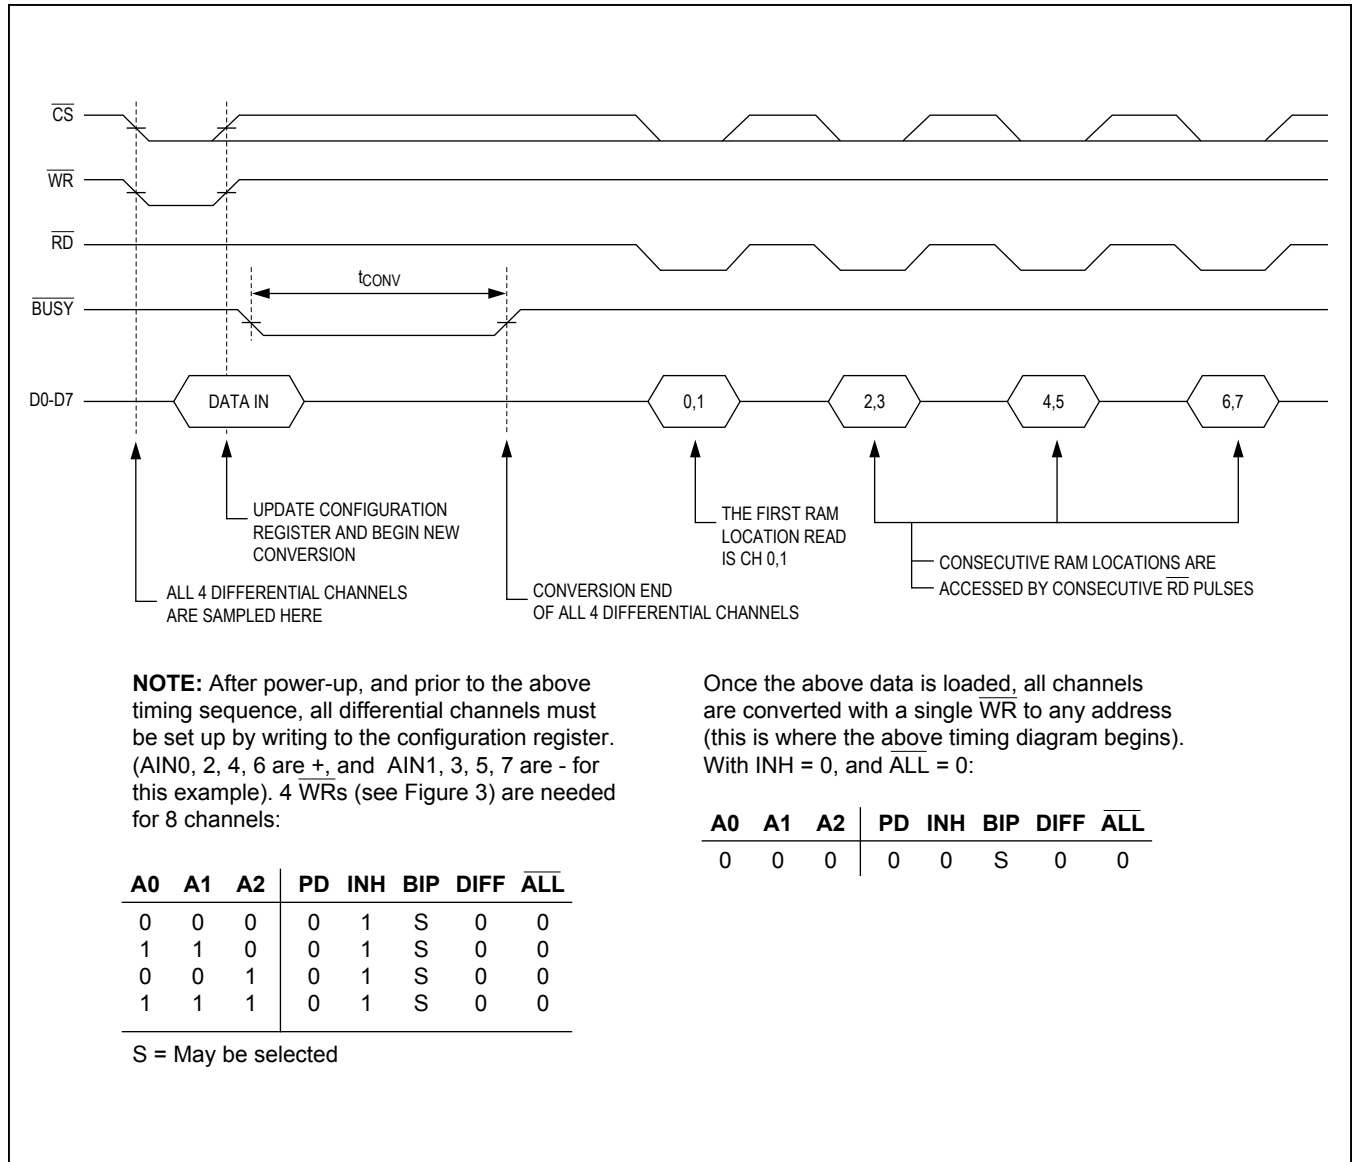 CS
WR
RD
tCONV
BUSY
D0-D7
DATA IN
0,1
2,3
4,5
6,7
UPDATE CONFIGURATION
REGISTER AND BEGIN NEW
CONVERSION
THE FIRST RAM
LOCATION READ
IS CH 0,1
CONSECUTIVE RAM LOCATIONS ARE
ACCESSED BY CONSECUTIVE RD PULSES
ALL 4 DIFFERENTIAL CHANNELS
ARE SAMPLED HERE
CONVERSION END
OF ALL 4 DIFFERENTIAL CHANNELS
NOTE: After power-up, and prior to the above
timing sequence, all differential channels must
be set up by writing to the configuration register.
(AIN0, 2, 4, 6 are +, and AIN1, 3, 5, 7 are - for
this example). 4 WRs (see Figure 3) are needed
for 8 channels:
A0 A1 A2 PD INH BIP DIFF ALL
0 0 0 0 1 S 0 0
1 1 0 0 1 S 0 0
0 0 1 0 1 S 0 0
1 1 1 0 1 S 0 0
S = May be selected
Once the above data is loaded, all channels
are converted with a single WR to any address
(this is where the above timing diagram begins).
With INH = 0, and ALL = 0:
A0 A1 A2 PD INH BIP DIFF ALL
0 0 0 0 0 S 0 0